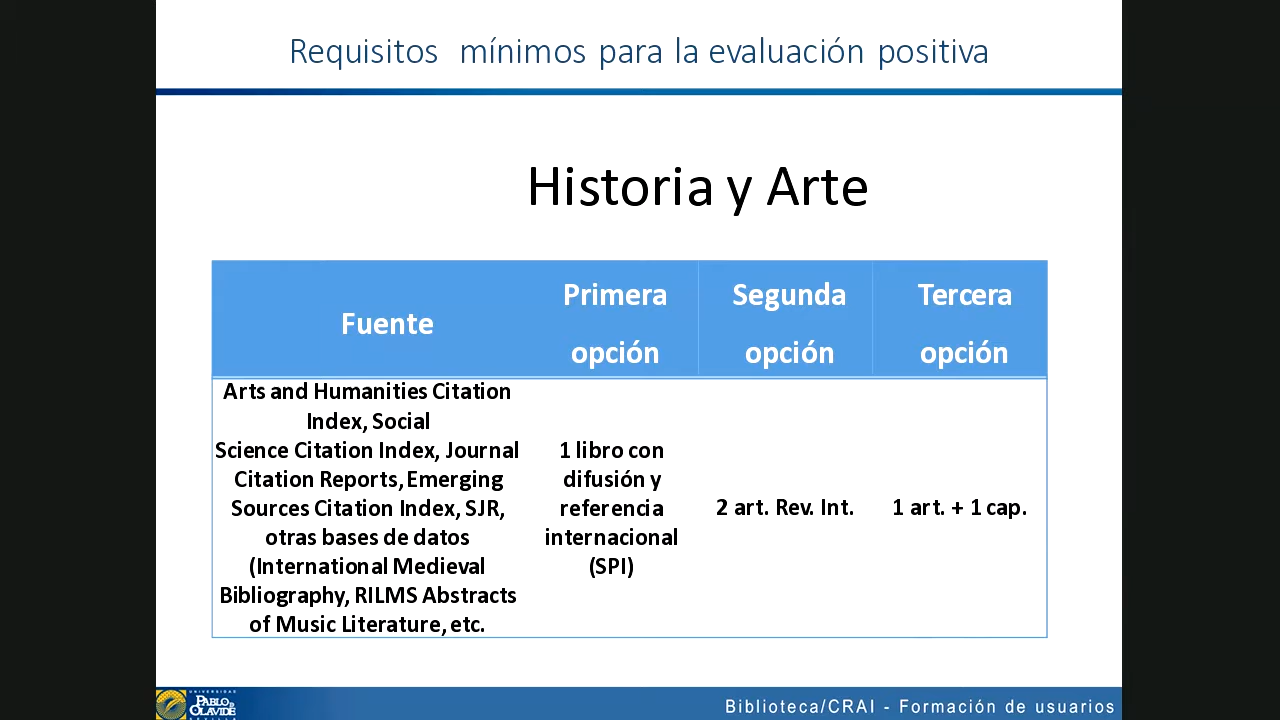 Requisitos mínimos para la evaluación positiva
Historia y Arte
Fuente
Primera
opción
Segunda
opción
Tercera
opción
Arts and Humanities Citation
Index, Social
Science Citation Index, Journal
Citation Reports, Emerging
Sources Citation Index, SJR,
otras bases de datos
(International Medieval
Bibliography, RILMS Abstracts
of Music Literature, etc.
1 libro con
difusión y
referencia
internacional
(SPI)
2 art. Rev. Int.
1 art. + 1 cap.
UNIVERSIDAD
PABLO DE
OLAVIDE
SEVILLA
Biblioteca/CRAI - Formación de usuarios